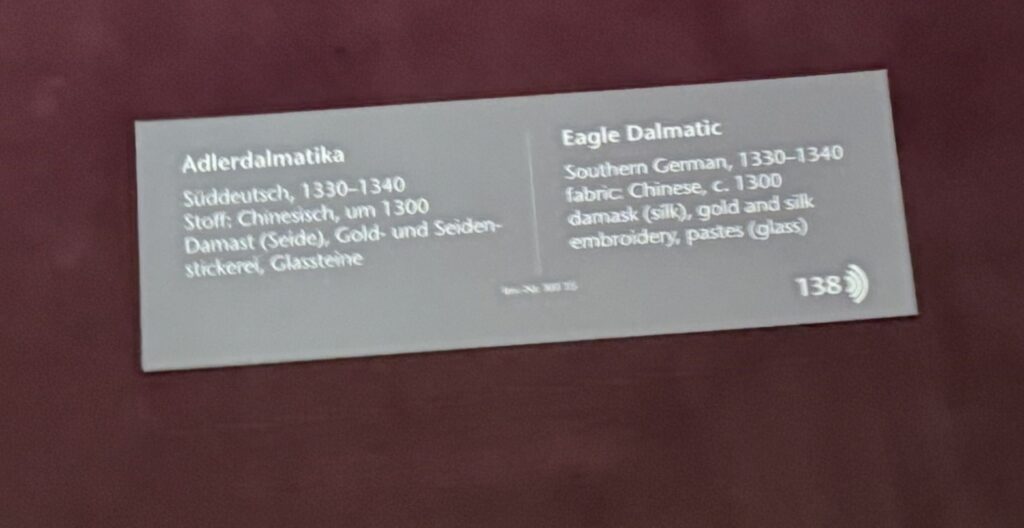 Adlerdalmatika
Süddeutsch, 1330–1340
Stoff: Chinesisch, um 1300
Damast (Seide), Gold- und Seiden-
stickerei, Glassteine
Eagle Dalmatic
Southern German, 1330–1340
fabric: Chinese, c. 1300
damask (silk), gold and silk
embroidery, pastes (glass)
138